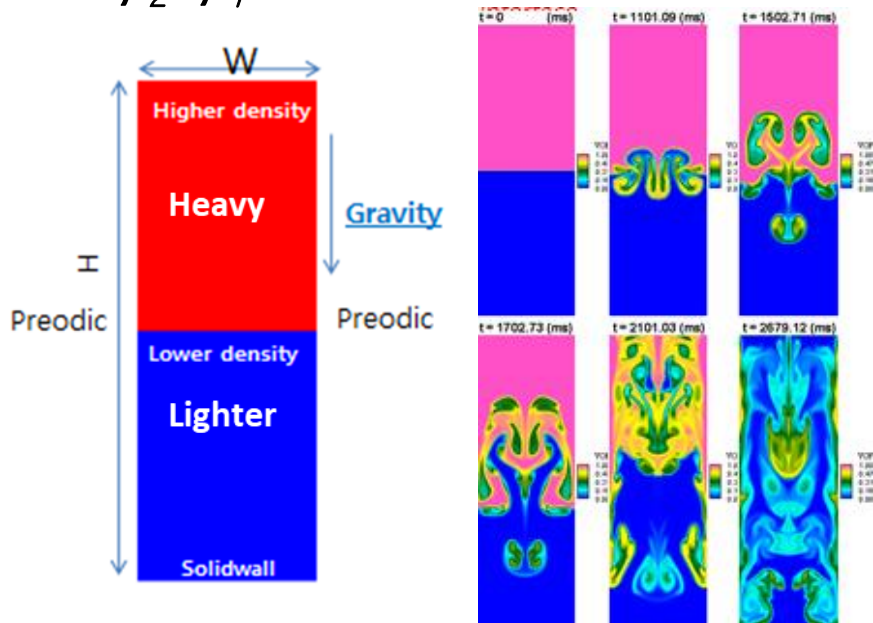 W
Higher density
Heavy
Gravity
H
Preodic
Preodic
Lower density
Lighter
Solidwall
t = 0 (ms)
t = 1101.09 (ms)
t = 1502.71 (ms)
t = 1702.73 (ms)
t = 2101.03 (ms)
t = 2679.12 (ms)